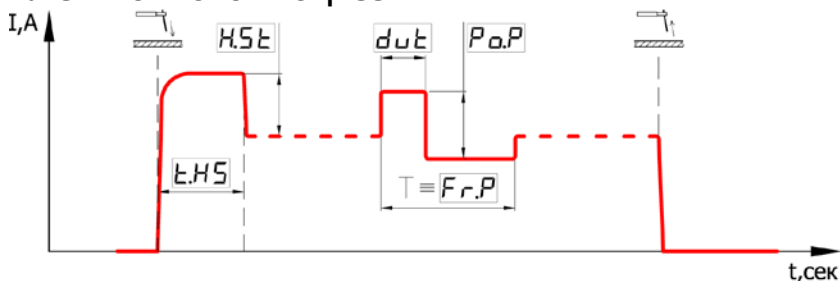 I,A
H.St
dut
Po.P
t.HS
T ≡ Fr.P
t,сек